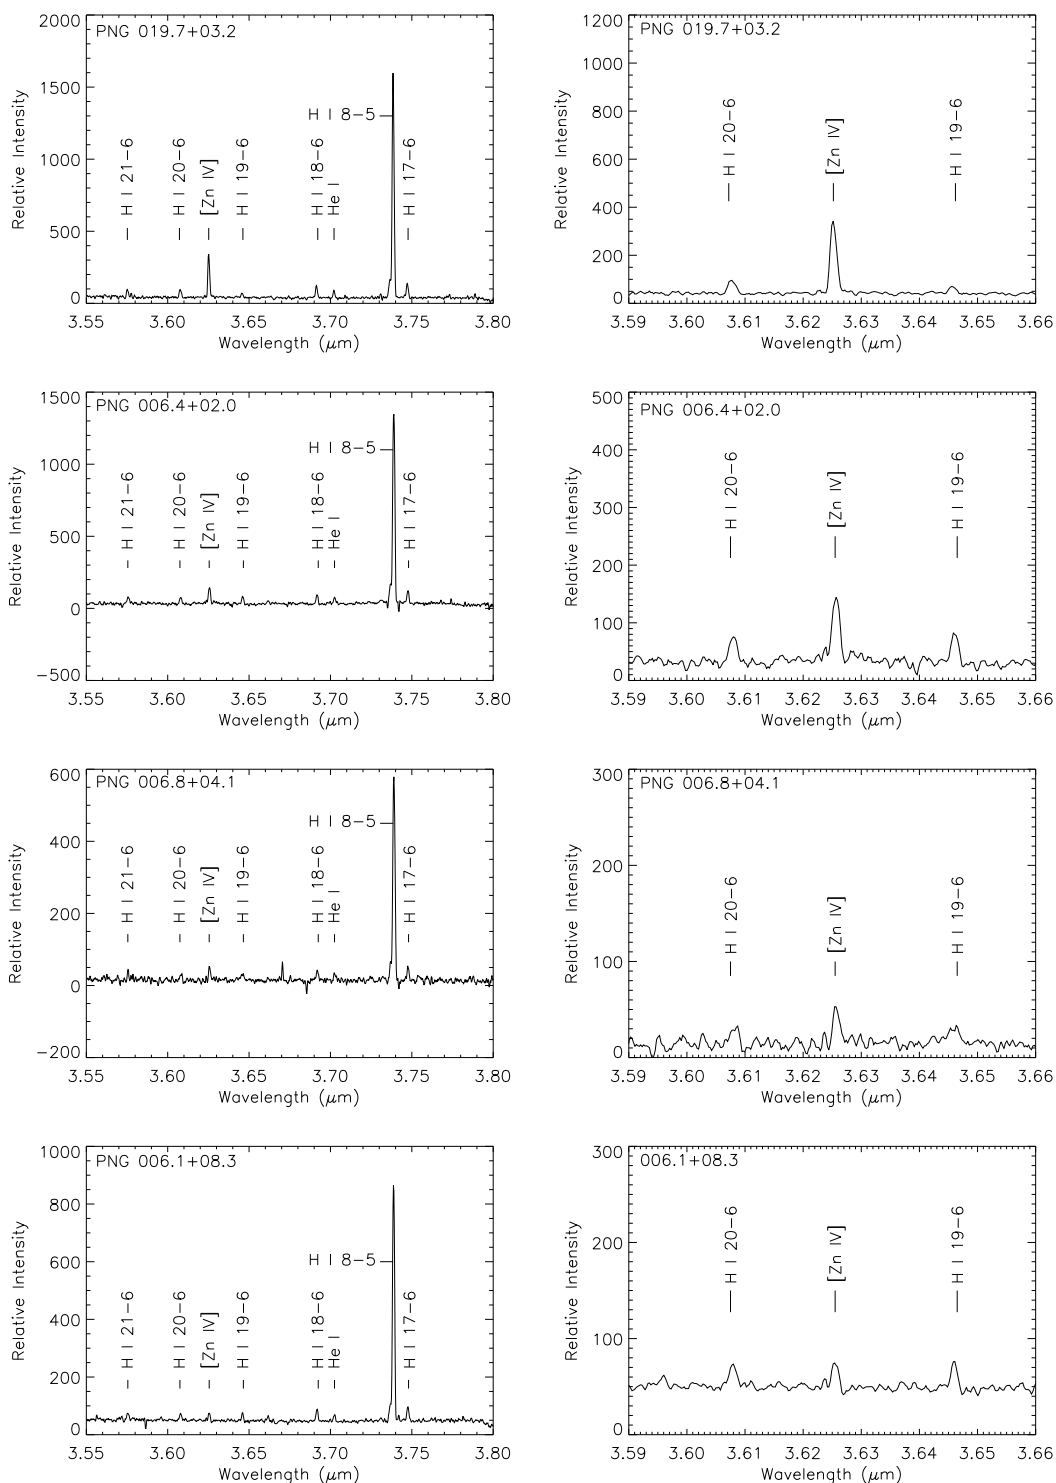 PNG 019.7+03.2
Relative Intensity
2000
1500
1000
500
0
H I 21−6
H I 20−6
[Zn IV]
H I 19−6
H I 18−6
He I
H I 8−5
H I 17−6
3.55 3.60 3.65 3.70 3.75 3.80
Wavelength (μm)
PNG 019.7+03.2
Relative Intensity
1200
1000
800
600
400
200
0
H I 20−6
[Zn IV]
H I 19−6
3.59 3.60 3.61 3.62 3.63 3.64 3.65 3.66
Wavelength (μm)
PNG 006.4+02.0
Relative Intensity
1500
1000
500
0
−500
H I 21−6
H I 20−6
[Zn IV]
H I 19−6
H I 18−6
He I
H I 8−5
H I 17−6
3.55 3.60 3.65 3.70 3.75 3.80
Wavelength (μm)
PNG 006.4+02.0
Relative Intensity
500
400
300
200
100
0
H I 20−6
[Zn IV]
H I 19−6
3.59 3.60 3.61 3.62 3.63 3.64 3.65 3.66
Wavelength (μm)
PNG 006.8+04.1
Relative Intensity
600
400
200
0
−200
H I 21−6
H I 20−6
[Zn IV]
H I 19−6
H I 18−6
He I
H I 8−5
H I 17−6
3.55 3.60 3.65 3.70 3.75 3.80
Wavelength (μm)
PNG 006.8+04.1
Relative Intensity
300
200
100
0
H I 20−6
[Zn IV]
H I 19−6
3.59 3.60 3.61 3.62 3.63 3.64 3.65 3.66
Wavelength (μm)
PNG 006.1+08.3
Relative Intensity
1000
800
600
400
200
0
H I 21−6
H I 20−6
[Zn IV]
H I 19−6
H I 18−6
He I
H I 8−5
H I 17−6
3.55 3.60 3.65 3.70 3.75 3.80
Wavelength (μm)
006.1+08.3
Relative Intensity
300
200
100
0
H I 20−6
[Zn IV]
H I 19−6
3.59 3.60 3.61 3.62 3.63 3.64 3.65 3.66
Wavelength (μm)